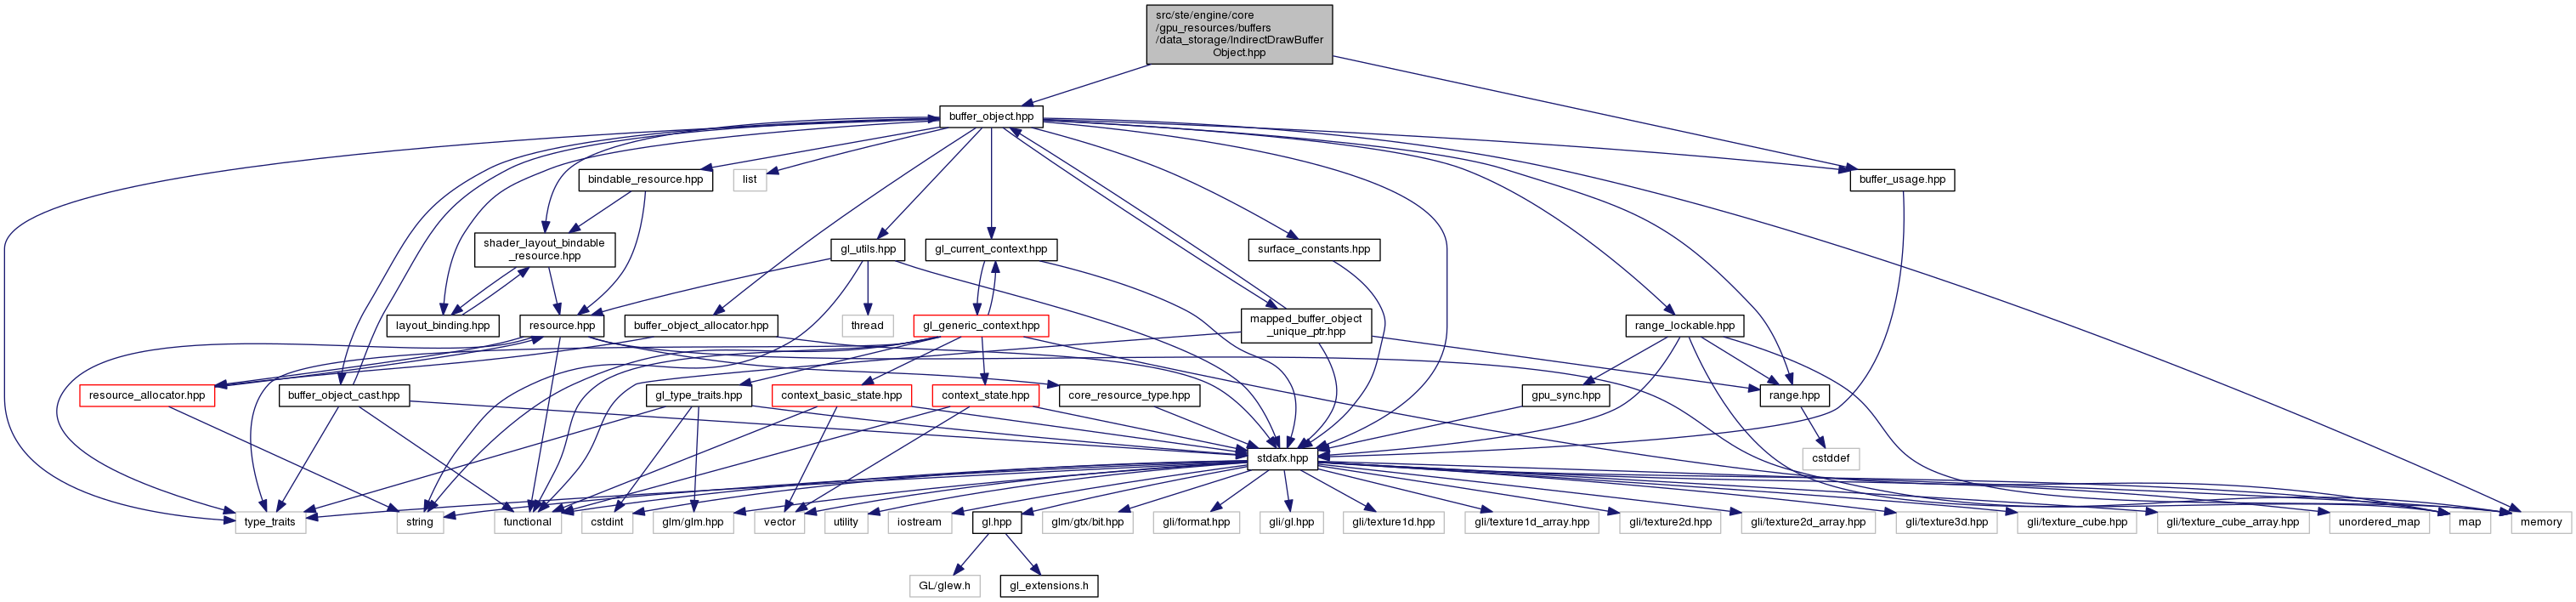 src/ste/engine/core
/gpu_resources/buffers
/data_storage/IndirectDrawBuffer
Object.hpp
buffer_object.hpp
bindable_resource.hpp
list
buffer_usage.hpp
shader_layout_bindable
_resource.hpp
gl_utils.hpp
gl_current_context.hpp
surface_constants.hpp
layout_binding.hpp
resource.hpp
buffer_object_allocator.hpp
thread
gl_generic_context.hpp
mapped_buffer_object
_unique_ptr.hpp
range_lockable.hpp
resource_allocator.hpp
buffer_object_cast.hpp
gl_type_traits.hpp
context_basic_state.hpp
context_state.hpp
core_resource_type.hpp
gpu_sync.hpp
range.hpp
stdafx.hpp
cstddef
type_traits
string
functional
cstdint
glm/glm.hpp
vector
utility
iostream
gl.hpp
glm/gtx/bit.hpp
gli/format.hpp
gli/gl.hpp
gli/texture1d.hpp
gli/texture1d_array.hpp
gli/texture2d.hpp
gli/texture2d_array.hpp
gli/texture3d.hpp
gli/texture_cube.hpp
gli/texture_cube_array.hpp
unordered_map
map
memory
GL/glew.h
gl_extensions.h